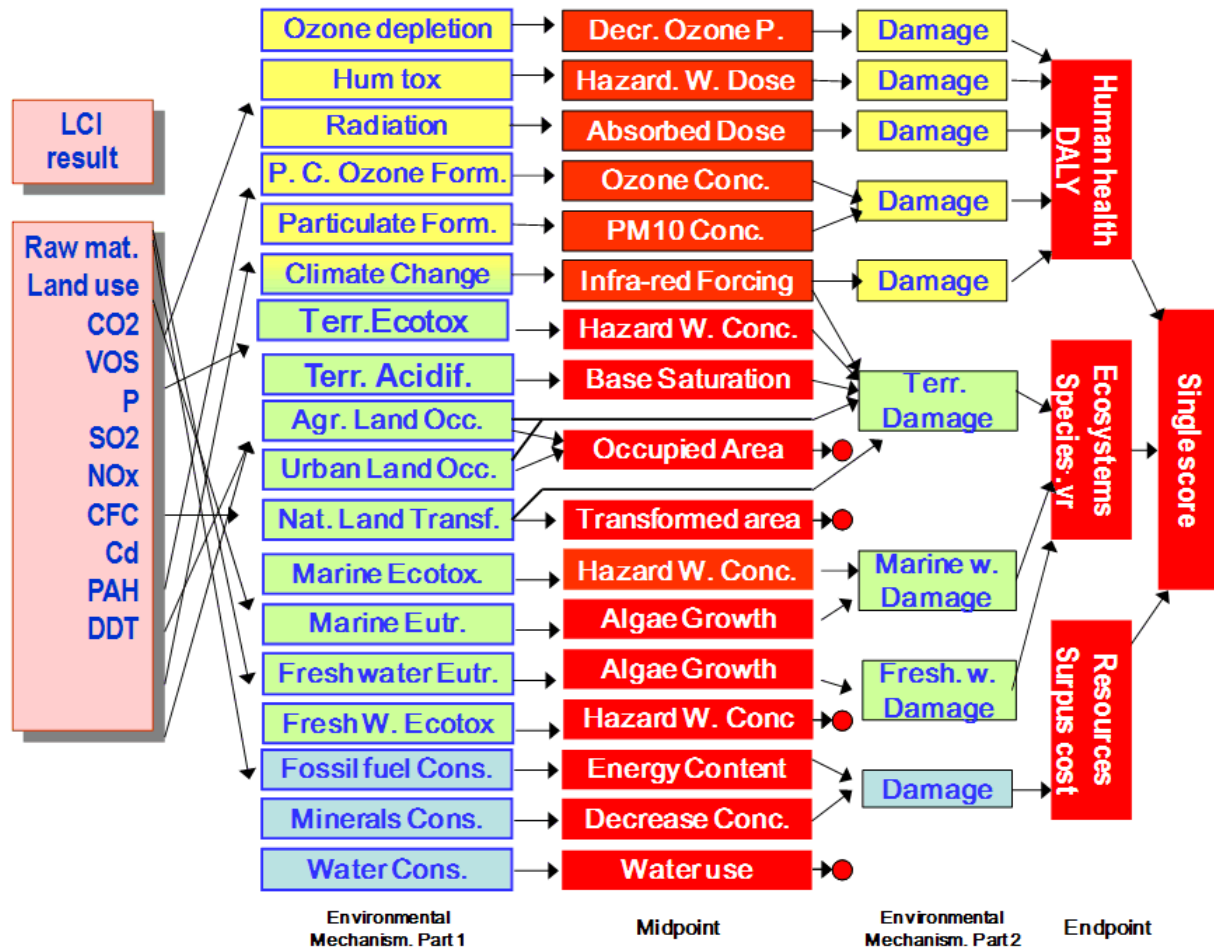 LCI
result
Raw mat.
Land use
CO2
VOS
P
SO2
NOx
CFC
Cd
PAH
DDT
Ozone depletion
Hum tox
Radiation
P. C. Ozone Form.
Particulate Form.
Climate Change
Terr.Ecotox
Terr. Acidif.
Agr. Land Occ.
Urban Land Occ.
Nat. Land Transf.
Marine Ecotox.
Marine Eutr.
Freshwater Eutr.
Fresh W. Ecotox
Fossil fuel Cons.
Minerals Cons.
Water Cons.
Environmental
Mechanism. Part 1
Decr. Ozone P.
Hazard. W. Dose
Absorbed Dose
Ozone Conc.
PM10 Conc.
Infra-red Forcing
Hazard W. Conc.
Base Saturation
Occupied Area
Transformed area
Hazard W. Conc.
Algae Growth
Algae Growth
Hazard W. Conc
Energy Content
Decrease Conc.
Water use
Midpoint
Damage
Damage
Damage
Damage
Damage
Terr.
Damage
Marine w.
Damage
Fresh. w.
Damage
Damage
Environmental
Mechanism. Part 2
Human health
DALY
Ecosystems
Species. yr
Resources
Surpus cost
Endpoint
Single score